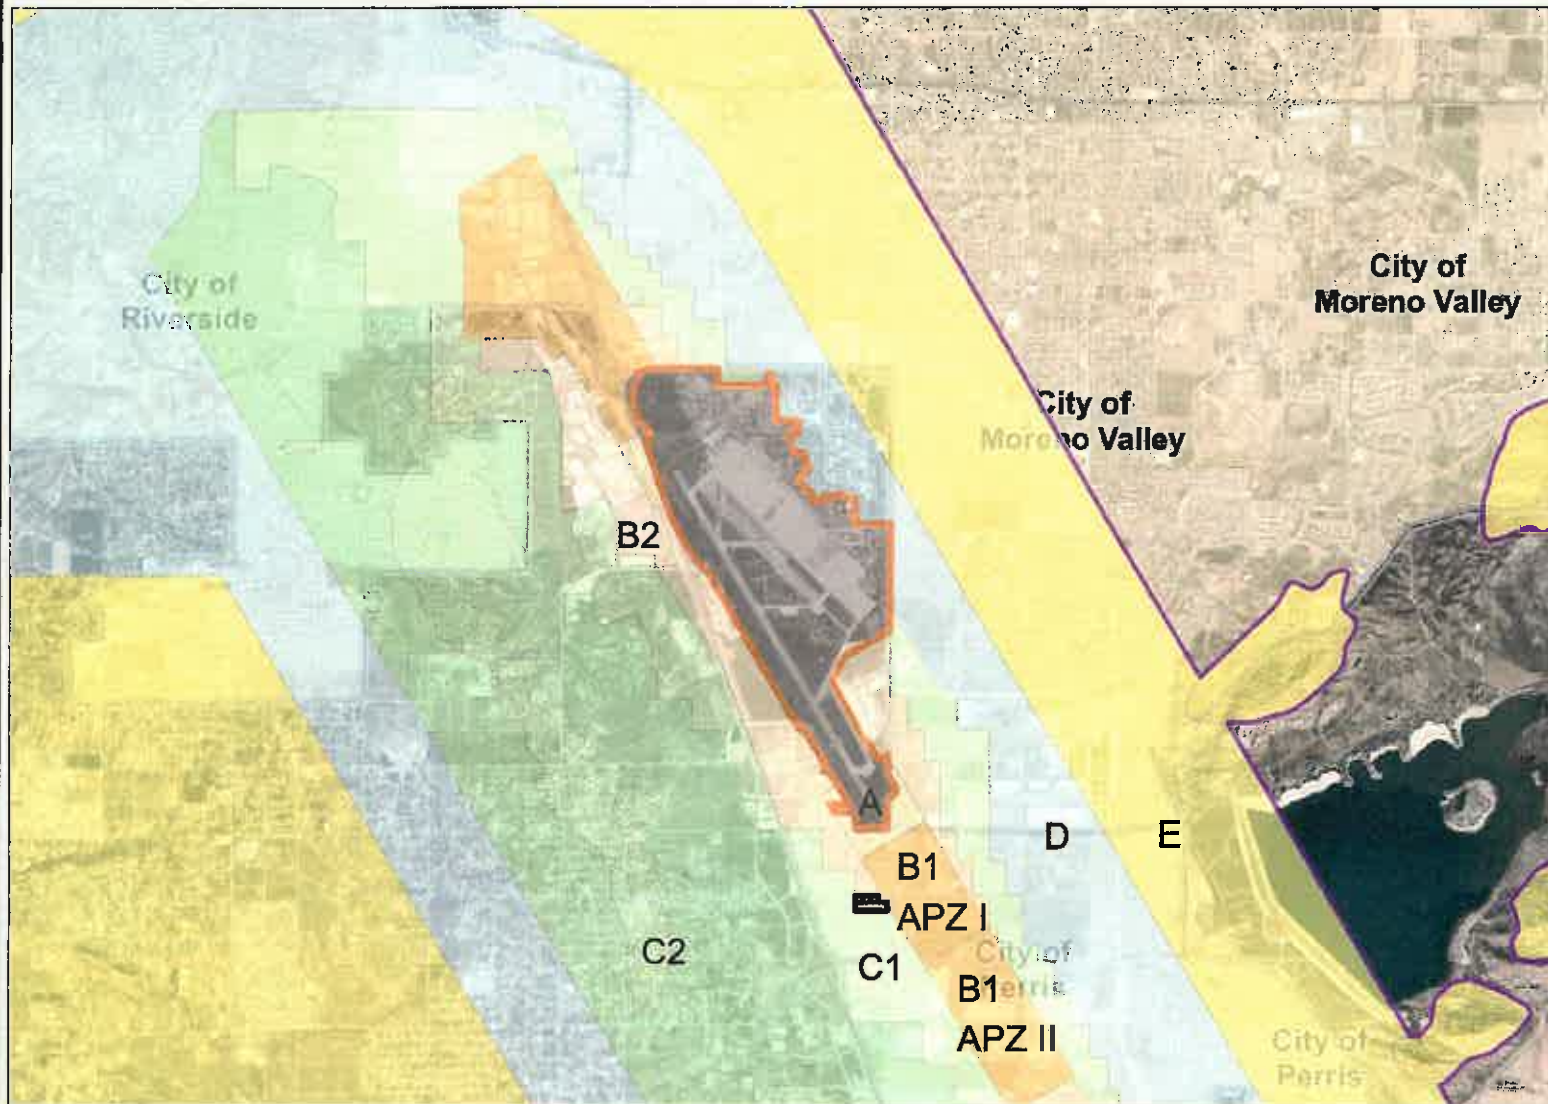 City of
Riverside
City of
Moreno Valley
City of
Moreno Valley
B2
A
D
E
B1
APZ I
C2
C1
City of
Perris
B1
APZ II
City of
Perris